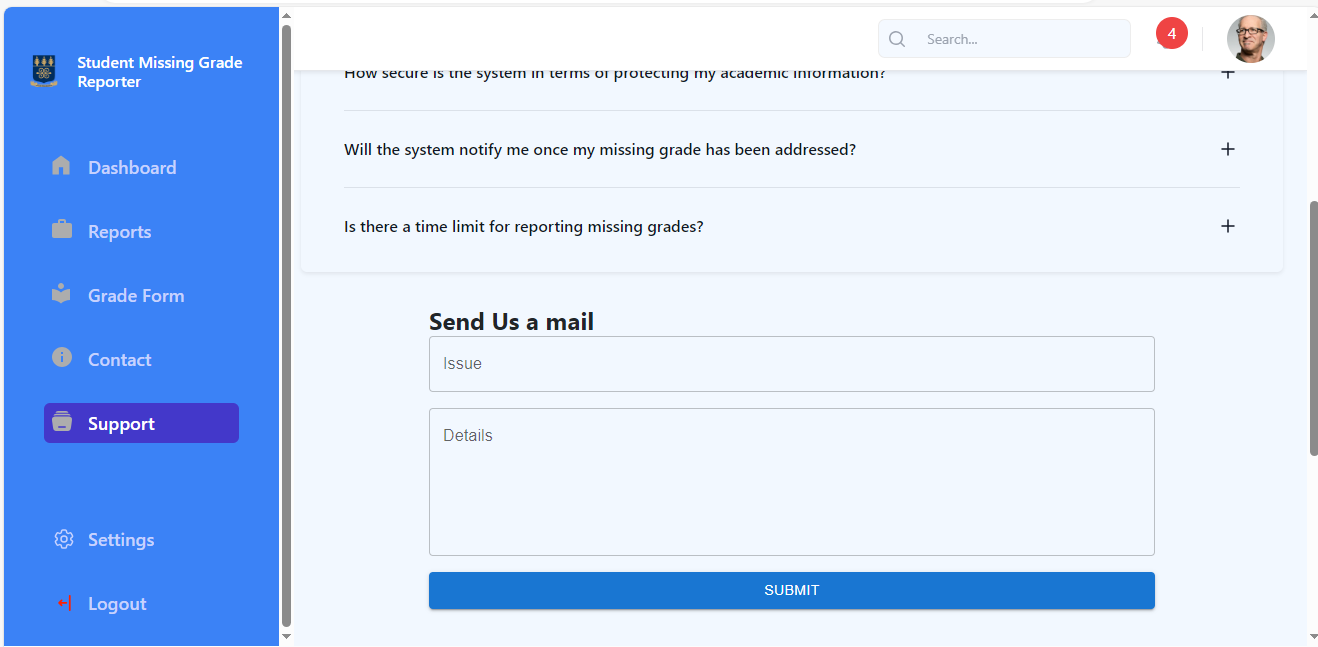 Student Missing Grade
Reporter
Dashboard
Reports
Grade Form
Contact
Support
Settings
Logout
Search...
4
How secure is the system in terms of protecting my academic information?
Will the system notify me once my missing grade has been addressed?
Is there a time limit for reporting missing grades?
Send Us a mail
Issue
Details
SUBMIT